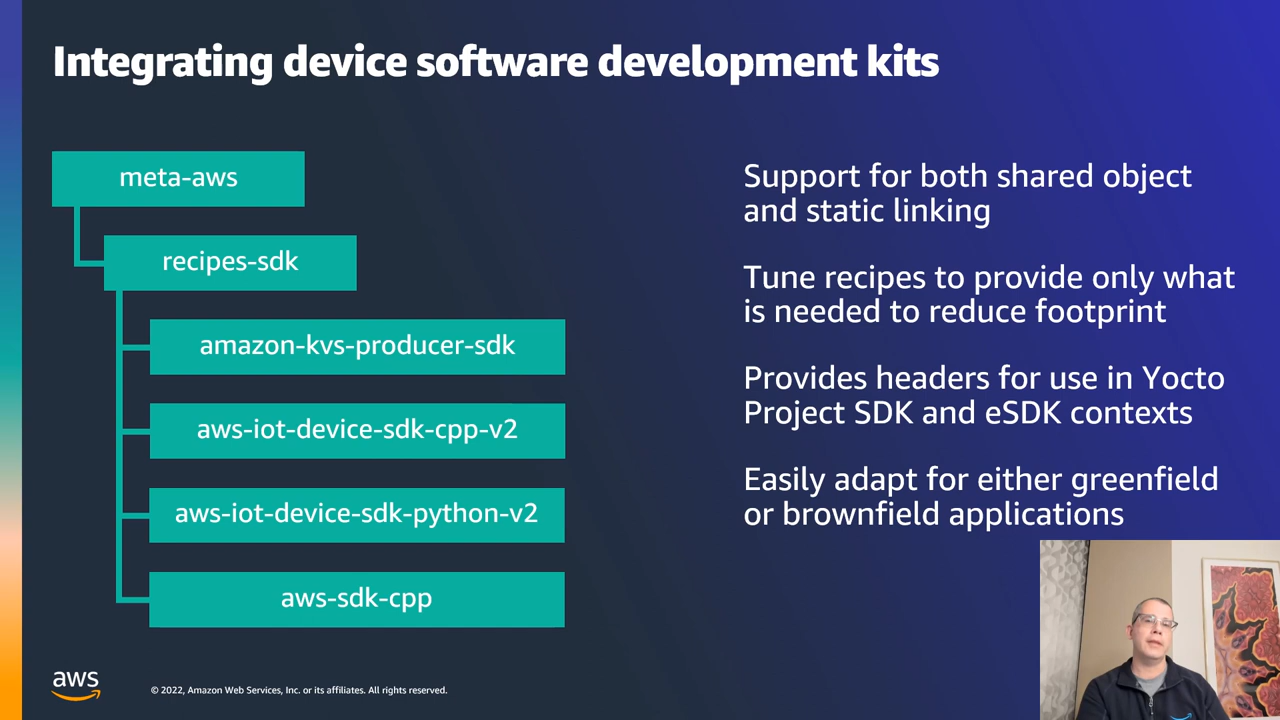 Integrating device software development kits
meta-aws
recipes-sdk
amazon-kvs-producer-sdk
aws-iot-device-sdk-cpp-v2
aws-iot-device-sdk-python-v2
aws-sdk-cpp
Support for both shared object
and static linking
Tune recipes to provide only what
is needed to reduce footprint
Provides headers for use in Yocto
Project SDK and eSDK contexts
Easily adapt for either greenfield
or brownfield applications
aws
© 2022, Amazon Web Services, Inc. or its affiliates. All rights reserved.